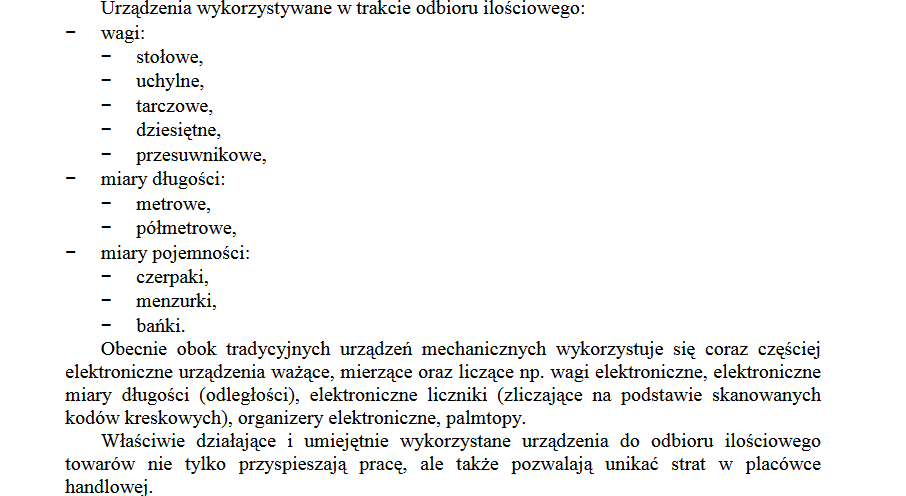 Urządzenia wykorzystywane w trakcie odbioru ilościowego:
− wagi:
− stołowe,
− uchylne,
− tarczowe,
− dziesiętne,
− przesuwnikowe,
− miary długości:
− metrowe,
− półmetrowe,
− miary pojemności:
− czerpaki,
− menzurki,
− bańki.
Obecnie obok tradycyjnych urządzeń mechanicznych wykorzystuje się coraz częściej
elektroniczne urządzenia ważące, mierzące oraz liczące np. wagi elektroniczne, elektroniczne
miary długości (odległości), elektroniczne liczniki (zliczające na podstawie skanowanych
kodów kreskowych), organizery elektroniczne, palmtopy.
Właściwie działające i umiejętnie wykorzystane urządzenia do odbioru ilościowego
towarów nie tylko przyspieszają pracę, ale także pozwalają unikać strat w placówce
handlowej.